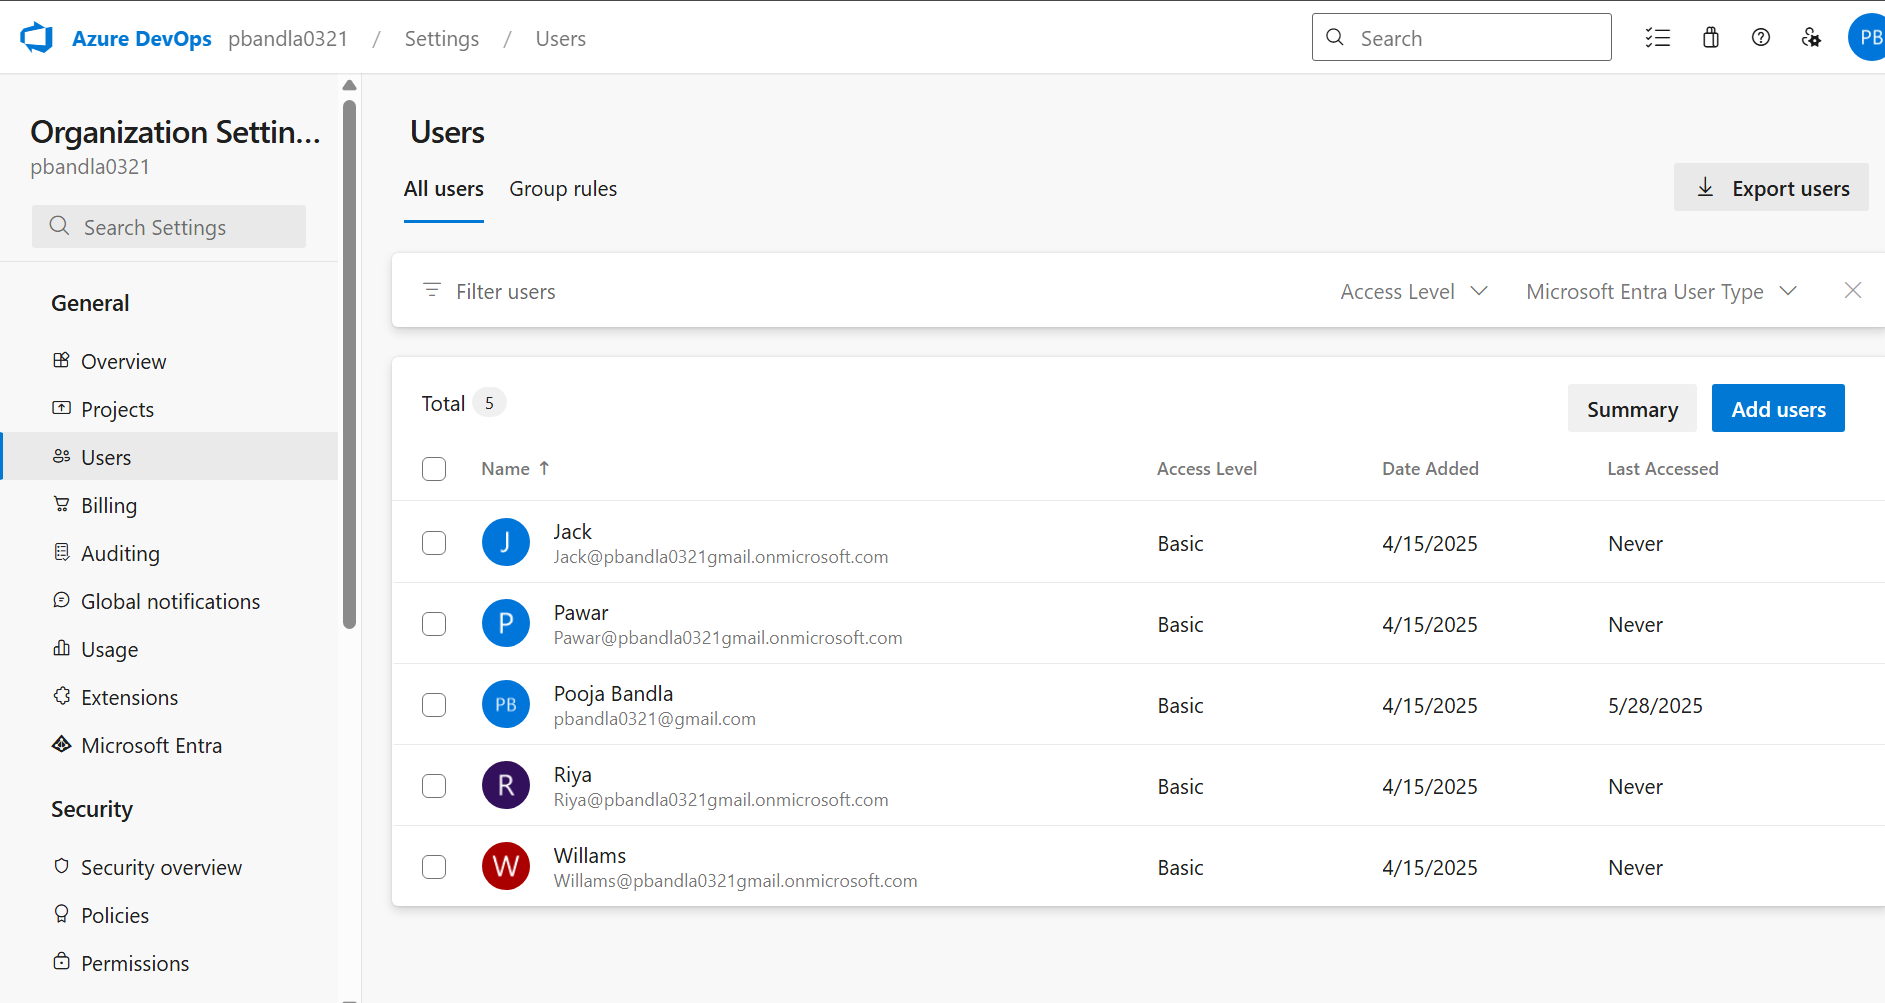 Azure DevOps pbandla0321 / Settings / Users
Search
PB
Organization Settin...
pbandla0321
Search Settings
General
Overview
Projects
Users
Billing
Auditing
Global notifications
Usage
Extensions
Microsoft Entra
Security
Security overview
Policies
Permissions
Users
All users Group rules
Export users
Filter users Access Level Microsoft Entra User Type
Total 5
Summary Add users
Name ↑ Access Level Date Added Last Accessed
J Jack Basic 4/15/2025 Never
Jack@pbandla0321gmail.onmicrosoft.com
P Pawar Basic 4/15/2025 Never
Pawar@pbandla0321gmail.onmicrosoft.com
PB Pooja Bandla Basic 4/15/2025 5/28/2025
pbandla0321@gmail.com
R Riya Basic 4/15/2025 Never
Riya@pbandla0321gmail.onmicrosoft.com
W Willams Basic 4/15/2025 Never
Willams@pbandla0321gmail.onmicrosoft.com